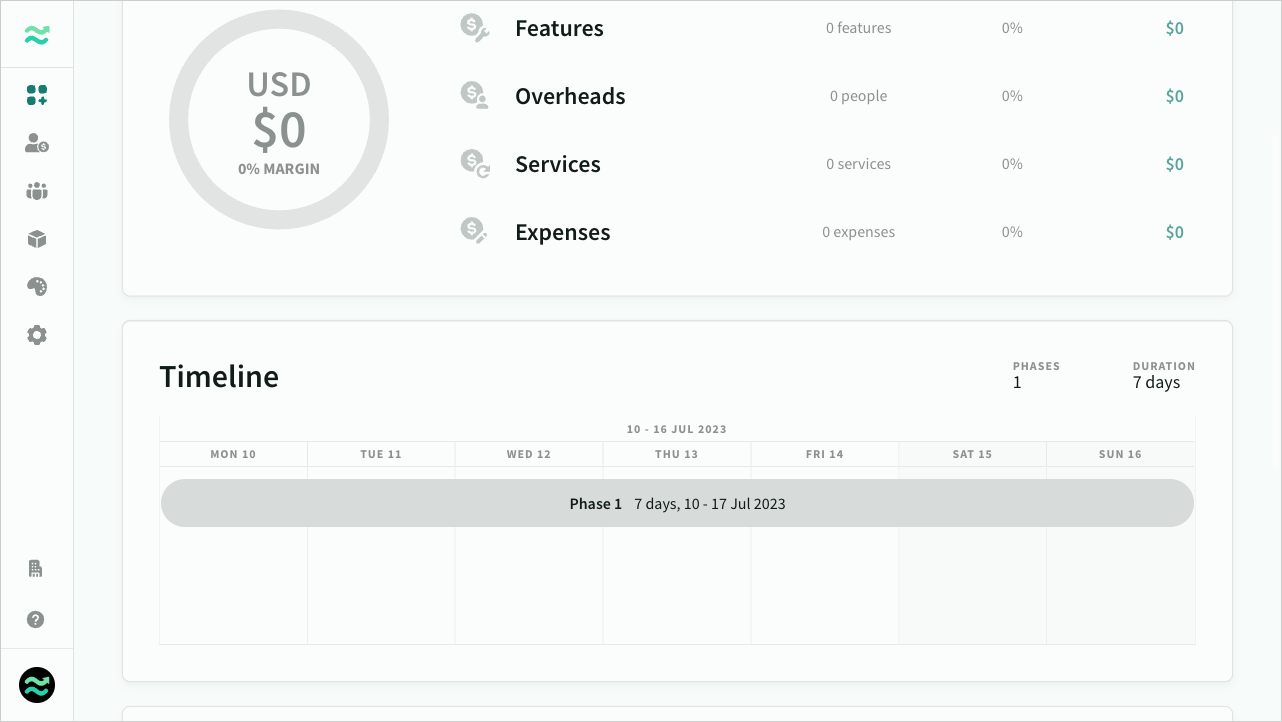 USD
$0
0% MARGIN
Features 0 features 0% $0
Overheads 0 people 0% $0
Services 0 services 0% $0
Expenses 0 expenses 0% $0
Timeline
PHASES
1
DURATION
7 days
10 - 16 JUL 2023
MON 10 TUE 11 WED 12 THU 13 FRI 14 SAT 15 SUN 16
Phase 1 7 days, 10 - 17 Jul 2023